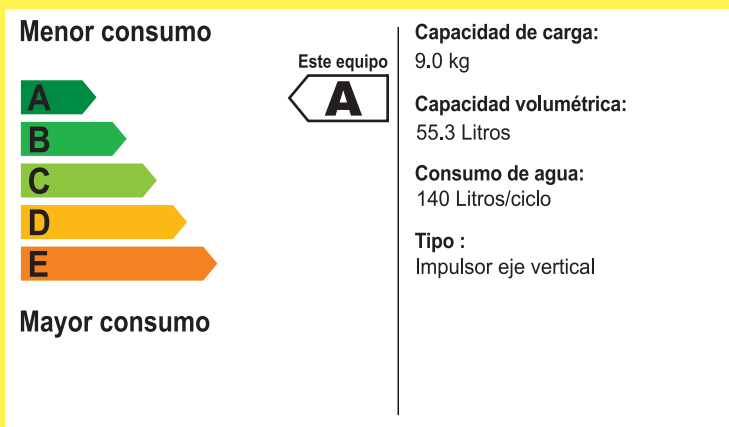 Menor consumo
Este equipo
A
A
B
C
D
E
Mayor consumo
Capacidad de carga:
9.0 kg
Capacidad volumétrica:
55.3 Litros
Consumo de agua:
140 Litros/ciclo
Tipo :
Impulsor eje vertical